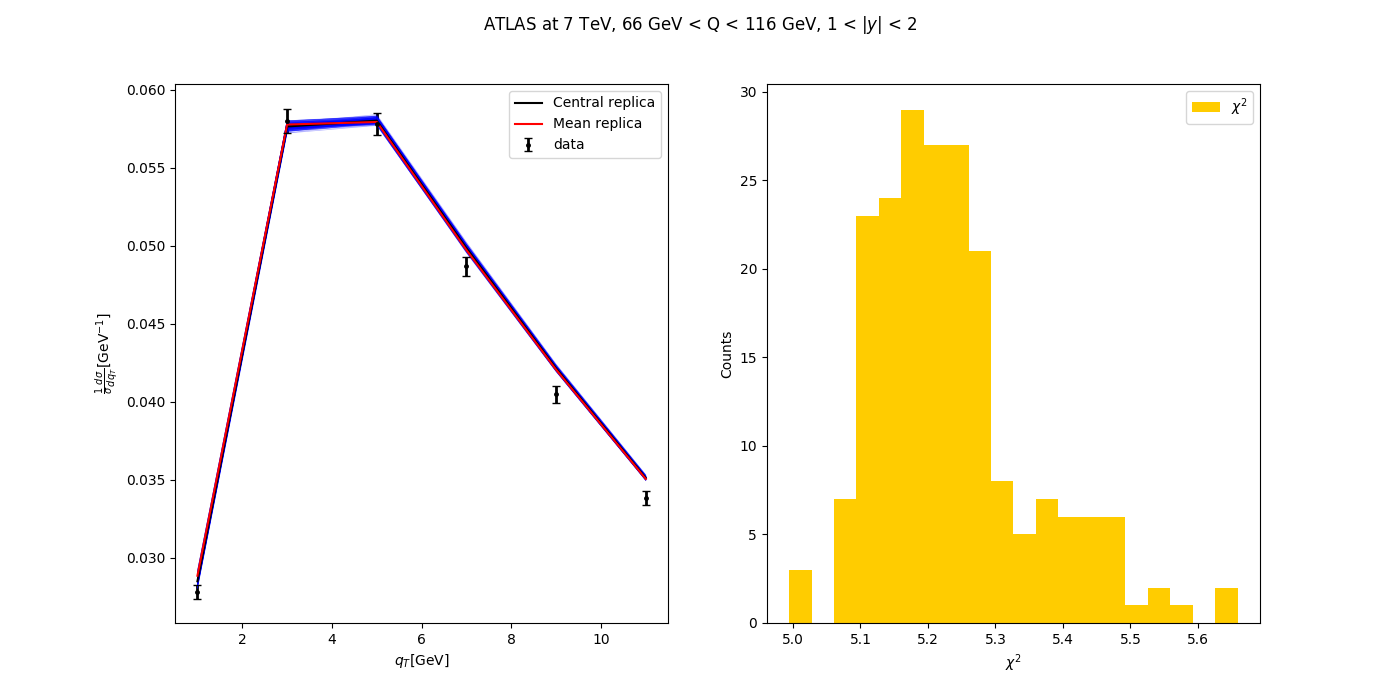 ATLAS at 7 TeV, 66 GeV < Q < 116 GeV, 1 < |y| < 2
0.060
0.055
0.050
0.045
0.040
0.035
0.030
1/σ dσ/dq_T [GeV⁻¹]
2 4 6 8 10
q_T[GeV]
Central replica
Mean replica
data
30
25
20
15
10
5
0
Counts
5.0 5.1 5.2 5.3 5.4 5.5 5.6
χ²
χ²